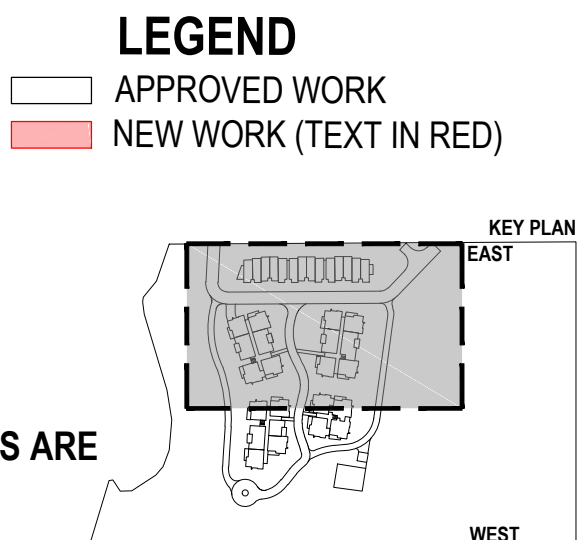 LEGEND
APPROVED WORK
NEW WORK (TEXT IN RED)
KEY PLAN
EAST
S ARE
WEST